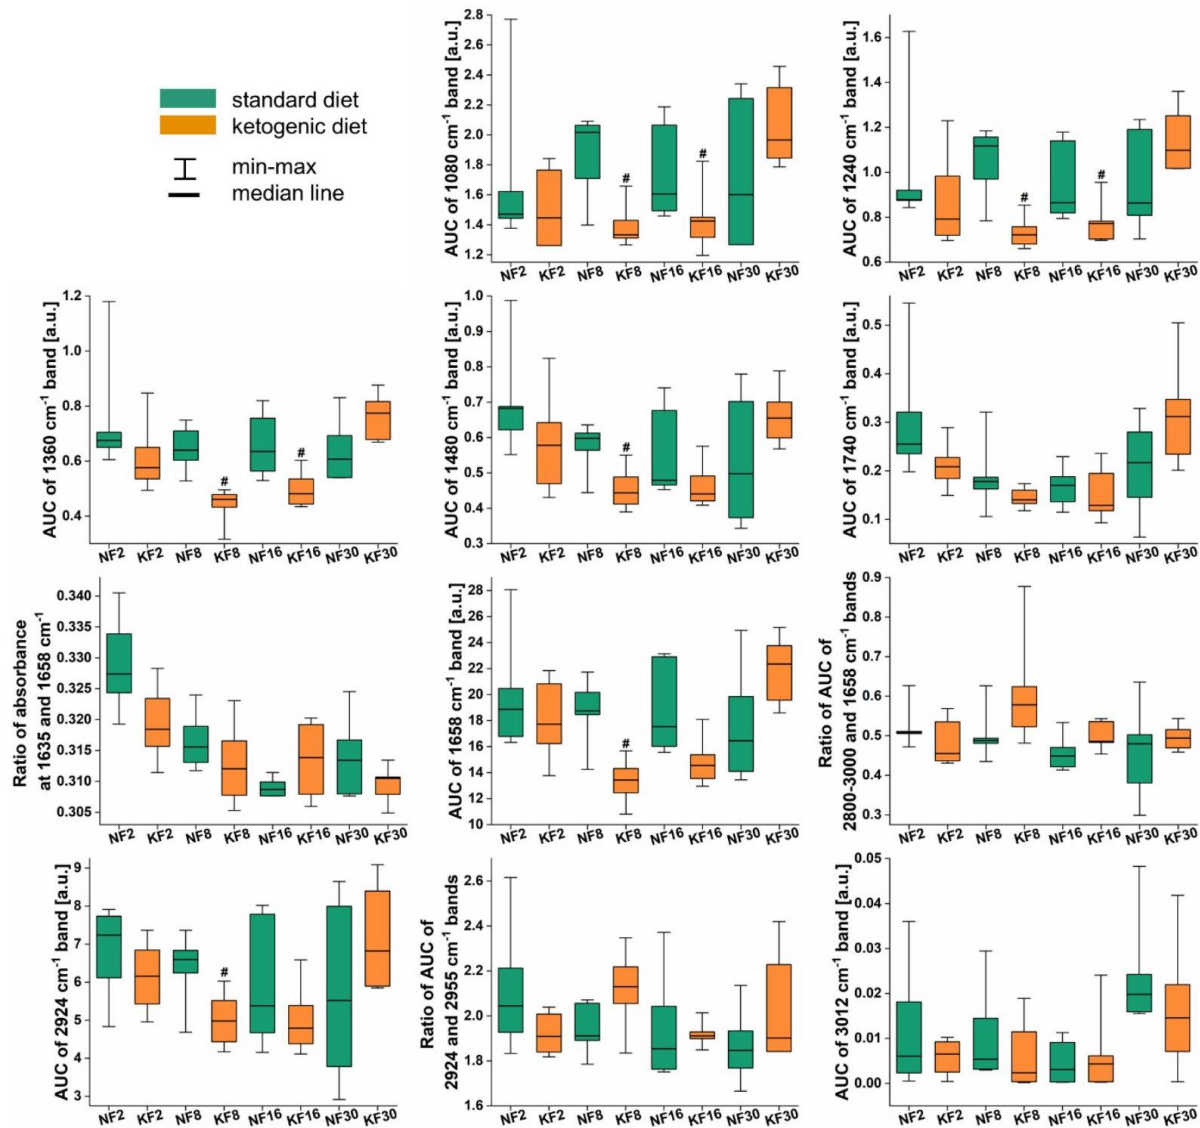 standard diet
ketogenic diet
min-max
median line
AUC of 1080 cm⁻¹ band [a.u.]
2.8
2.6
2.4
2.2
2.0
1.8
1.6
1.4
1.2
#
#
NF2 KF2 NF8 KF8 NF16 KF16 NF30 KF30
AUC of 1240 cm⁻¹ band [a.u.]
1.6
1.4
1.2
1.0
0.8
0.6
#
#
NF2 KF2 NF8 KF8 NF16 KF16 NF30 KF30
AUC of 1360 cm⁻¹ band [a.u.]
1.2
1.0
0.8
0.6
0.4
#
#
NF2 KF2 NF8 KF8 NF16 KF16 NF30 KF30
AUC of 1480 cm⁻¹ band [a.u.]
1.0
0.9
0.8
0.7
0.6
0.5
0.4
0.3
#
NF2 KF2 NF8 KF8 NF16 KF16 NF30 KF30
AUC of 1740 cm⁻¹ band [a.u.]
0.5
0.4
0.3
0.2
0.1
NF2 KF2 NF8 KF8 NF16 KF16 NF30 KF30
Ratio of absorbance
at 1635 and 1658 cm⁻¹
0.340
0.335
0.330
0.325
0.320
0.315
0.310
0.305
NF2 KF2 NF8 KF8 NF16 KF16 NF30 KF30
AUC of 1658 cm⁻¹ band [a.u.]
28
26
24
22
20
18
16
14
12
10
#
NF2 KF2 NF8 KF8 NF16 KF16 NF30 KF30
Ratio of AUC of
2800-3000 and 1658 cm⁻¹ bands
0.9
0.8
0.7
0.6
0.5
0.4
0.3
NF2 KF2 NF8 KF8 NF16 KF16 NF30 KF30
AUC of 2924 cm⁻¹ band [a.u.]
9
8
7
6
5
4
3
#
NF2 KF2 NF8 KF8 NF16 KF16 NF30 KF30
Ratio of AUC of
2924 and 2955 cm⁻¹ bands
2.6
2.4
2.2
2.0
1.8
1.6
NF2 KF2 NF8 KF8 NF16 KF16 NF30 KF30
AUC of 3012 cm⁻¹ band [a.u.]
0.05
0.04
0.03
0.02
0.01
0.00
NF2 KF2 NF8 KF8 NF16 KF16 NF30 KF30